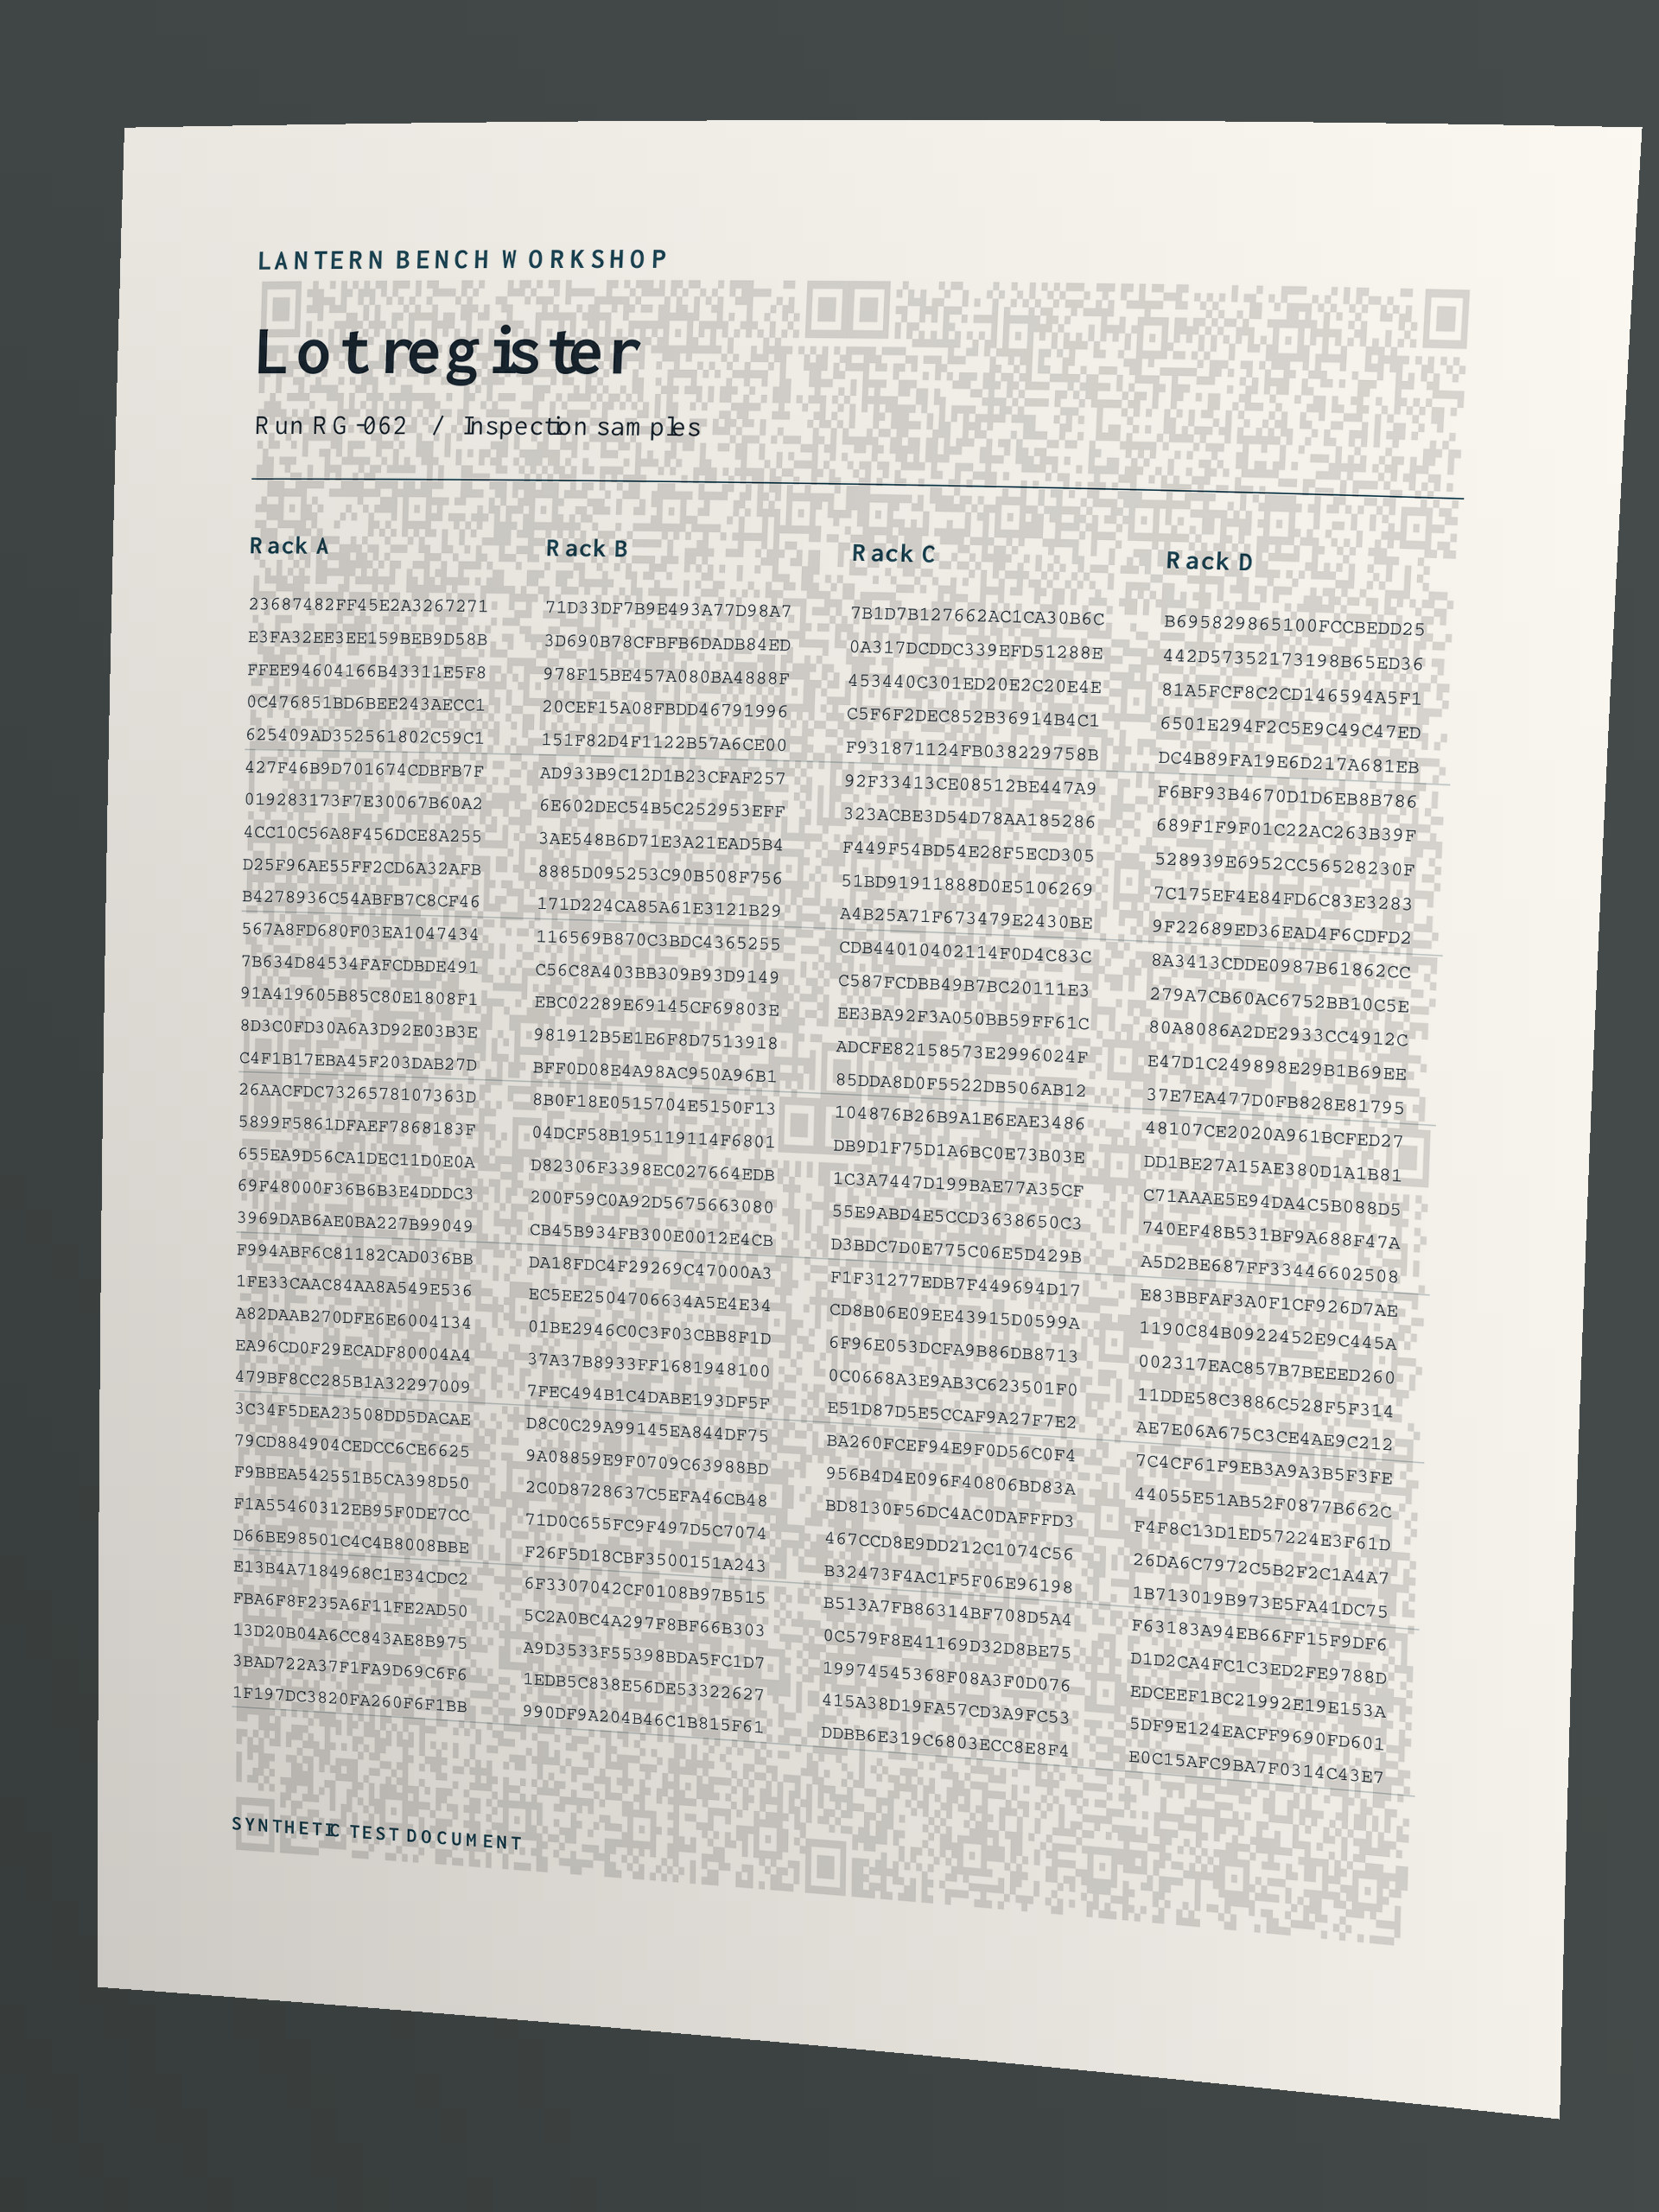 LANTERN BENCH WORKSHOP
Lot register
Run RG-062 / Inspection samples
Rack A Rack B Rack C Rack D
23687482FF45E2A3267271 71D33DF7B9E493A77D98A7 7B1D7B127662AC1CA30B6C B695829865100FCCBEDD25
E3FA32EE3EE159BEB9D58B 3D690B78CFBFB6DADB84ED 0A317DCDDC339EFD51288E 442D57352173198B65ED36
FFEE94604166B43311E5F8 978F15BE457A080BA4888F 453440C301ED20E2C20E4E 81A5FCF8C2CD146594A5F1
0C476851BD6BEE243AECC1 20CEF15A08FBDD46791996 C5F6F2DEC852B36914B4C1 6501E294F2C5E9C49C47ED
625409AD352561802C59C1 151F82D4F1122B57A6CE00 F931871124FB038229758B DC4B89FA19E6D217A681EB
427F46B9D701674CDBFB7F AD933B9C12D1B23CFAF257 92F33413CE08512BE447A9 F6BF93B4670D1D6EB8B786
019283173F7E30067B60A2 6E602DEC54B5C252953EFF 323ACBE3D54D78AA185286 689F1F9F01C22AC263B39F
4CC10C56A8F456DCE8A255 3AE548B6D71E3A21EAD5B4 F449F54BD54E28F5ECD305 528939E6952CC56528230F
D25F96AE55FF2CD6A32AFB 8885D095253C90B508F756 51BD91911888D0E5106269 7C175EF4E84FD6C83E3283
B4278936C54ABFB7C8CF46 171D224CA85A61E3121B29 A4B25A71F673479E2430BE 9F22689ED36EAD4F6CDFD2
567A8FD680F03EA1047434 116569B870C3BDC4365255 CDB44010402114F0D4C83C 8A3413CDDE0987B61862CC
7B634D84534FAFCDBDE491 C56C8A403BB309B93D9149 C587FCDBB49B7BC20111E3 279A7CB60AC6752BB10C5E
91A419605B85C80E1808F1 EBC02289E69145CF69803E EE3BA92F3A050BB59FF61C 80A8086A2DE2933CC4912C
8D3C0FD30A6A3D92E03B3E 981912B5E1E6F8D7513918 ADCFE82158573E2996024F E47D1C249898E29B1B69EE
C4F1B17EBA45F203DAB27D BFF0D08E4A98AC950A96B1 85DDA8D0F5522DB506AB12 37E7EA477D0FB828E81795
26AACFDC7326578107363D 8B0F18E0515704E5150F13 104876B26B9A1E6EAE3486 48107CE2020A961BCFED27
5899F5861DFAEF7868183F 04DCF58B195119114F6801 DB9D1F75D1A6BC0E73B03E DD1BE27A15AE380D1A1B81
655EA9D56CA1DEC11D0E0A D82306F3398EC027664EDB 1C3A7447D199BAE77A35CF C71AAAE5E94DA4C5B088D5
69F48000F36B6B3E4DDDC3 200F59C0A92D5675663080 55E9ABD4E5CCD3638650C3 740EF48B531BF9A688F47A
3969DAB6AE0BA227B99049 CB45B934FB300E0012E4CB D3BDC7D0E775C06E5D429B A5D2BE687FF33446602508
F994ABF6C81182CAD036BB DA18FDC4F29269C47000A3 F1F31277EDB7F449694D17 E83BBFAF3A0F1CF926D7AE
1FE33CAAC84AA8A549E536 EC5EE2504706634A5E4E34 CD8B06E09EE43915D0599A 1190C84B0922452E9C445A
A82DAAB270DFE6E6004134 01BE2946C0C3F03CBB8F1D 6F96E053DCFA9B86DB8713 002317EAC857B7BEEED260
EA96CD0F29ECADF80004A4 37A37B8933FF1681948100 0C0668A3E9AB3C623501F0 11DDE58C3886C528F5F314
479BF8CC285B1A32297009 7FEC494B1C4DABE193DF5F E51D87D5E5CCAF9A27F7E2 AE7E06A675C3CE4AE9C212
3C34F5DEA23508DD5DACAE D8C0C29A99145EA844DF75 BA260FCEF94E9F0D56C0F4 7C4CF61F9EB3A9A3B5F3FE
79CD884904CEDCC6CE6625 9A08859E9F0709C63988BD 956B4D4E096F40806BD83A 44055E51AB52F0877B662C
F9BBEA542551B5CA398D50 2C0D8728637C5EFA46CB48 BD8130F56DC4AC0DAFFFD3 F4F8C13D1ED57224E3F61D
F1A55460312EB95F0DE7CC 71D0C655FC9F497D5C7074 467CCD8E9DD212C1074C56 26DA6C7972C5B2F2C1A4A7
D66BE98501C4C4B8008BBE F26F5D18CBF3500151A243 B32473F4AC1F5F06E96198 1B713019B973E5FA41DC75
E13B4A7184968C1E34CDC2 6F3307042CF0108B97B515 B513A7FB86314BF708D5A4 F63183A94EB66FF15F9DF6
FBA6F8F235A6F11FE2AD50 5C2A0BC4A297F8BF66B303 0C579F8E41169D32D8BE75 D1D2CA4FC1C3ED2FE9788D
13D20B04A6CC843AE8B975 A9D3533F55398BDA5FC1D7 19974545368F08A3F0D076 EDCEEF1BC21992E19E153A
3BAD722A37F1FA9D69C6F6 1EDB5C838E56DE53322627 415A38D19FA57CD3A9FC53 5DF9E124EACFF9690FD601
1F197DC3820FA260F6F1BB 990DF9A204B46C1B815F61 DDBB6E319C6803ECC8E8F4 E0C15AFC9BA7F0314C43E7
SYNTHETIC TEST DOCUMENT